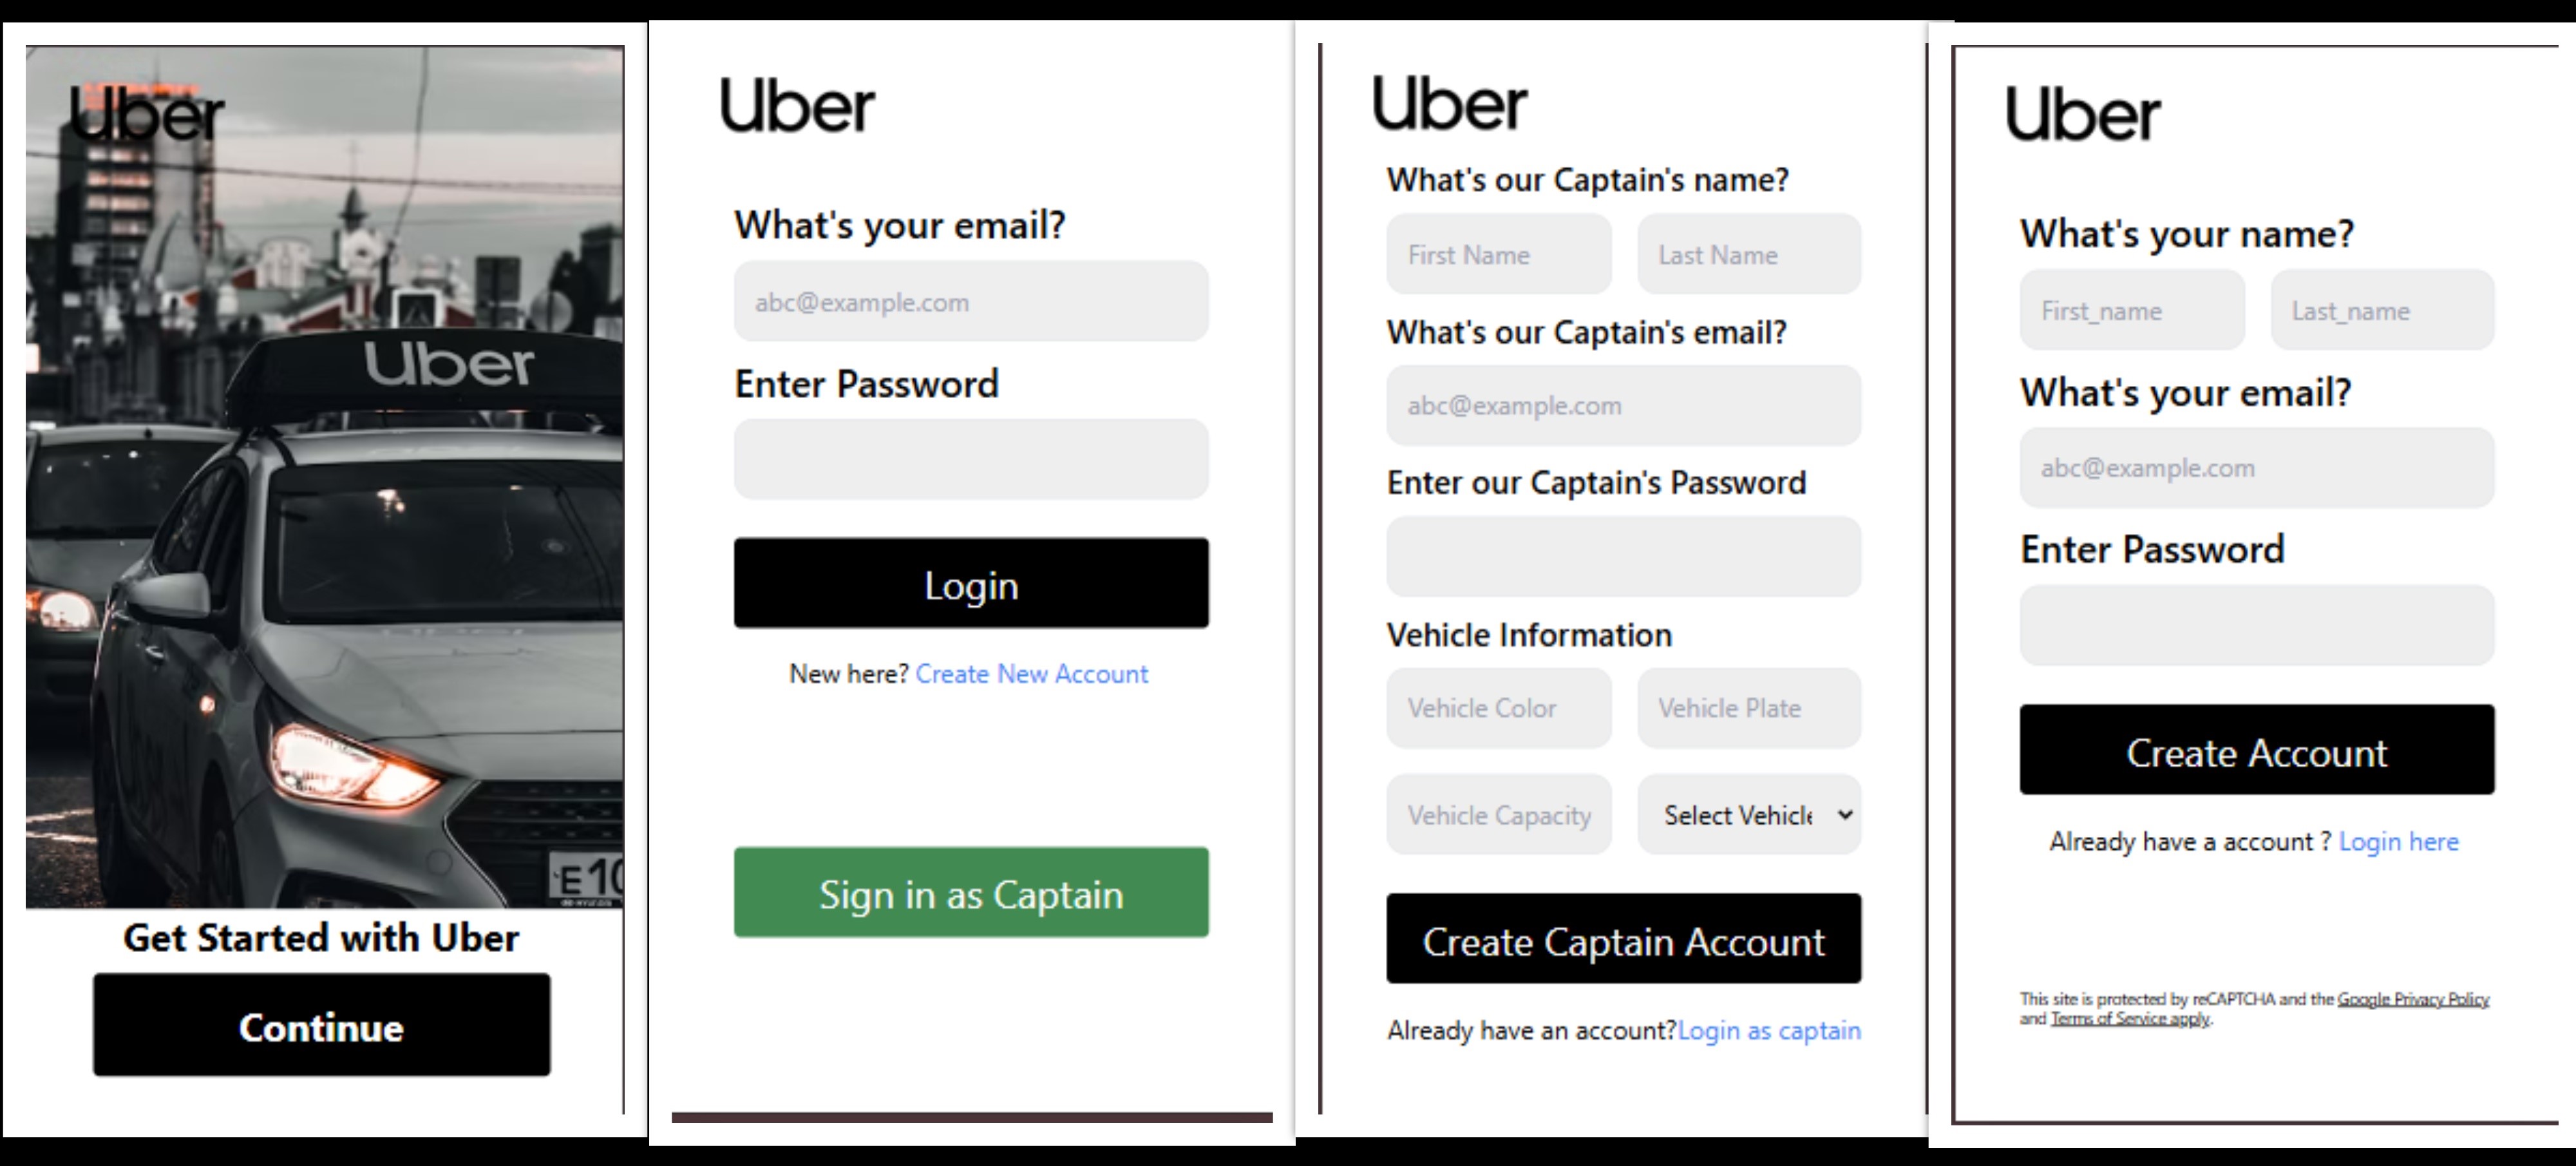 Uber
Uber
E10
Get Started with Uber
Continue
Uber
What's your email?
abc@example.com
Enter Password
Login
New here? Create New Account
Sign in as Captain
Uber
What's our Captain's name?
First Name Last Name
What's our Captain's email?
abc@example.com
Enter our Captain's Password
Vehicle Information
Vehicle Color Vehicle Plate
Vehicle Capacity Select Vehicle
Create Captain Account
Already have an account?Login as captain
Uber
What's your name?
First_name Last_name
What's your email?
abc@example.com
Enter Password
Create Account
Already have a account ? Login here
This site is protected by reCAPTCHA and the Google Privacy Policy
and Terms of Service apply.